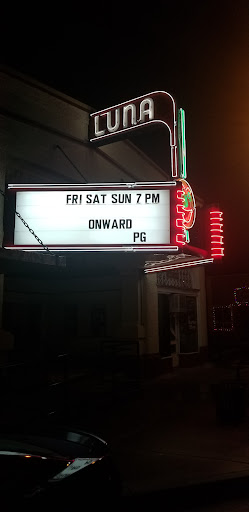 LUNA
FRI SAT SUN 7 PM
ONWARD
PG